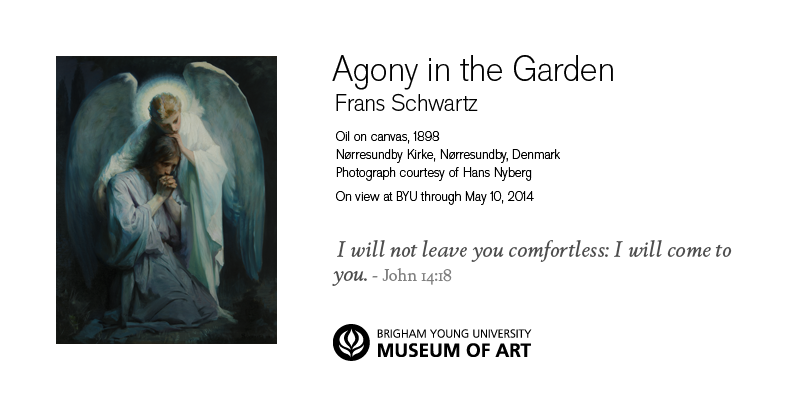 Agony in the Garden
Frans Schwartz
Oil on canvas, 1898
Nørresundby Kirke, Nørresundby, Denmark
Photograph courtesy of Hans Nyberg
On view at BYU through May 10, 2014
I will not leave you comfortless: I will come to
you. - John 14:18
BRIGHAM YOUNG UNIVERSITY
MUSEUM OF ART